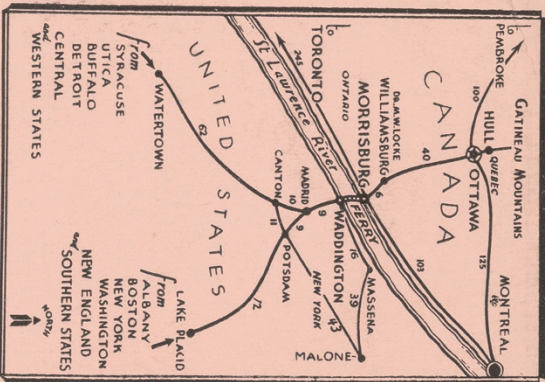 to
PEMBROKE
100
GATINEAU MOUNTAINS
HULL
QUEBEC
OTTAWA
CANADA
125
MONTREAL
to
TORONTO
245
ONTARIO
DR. M.W. LOCKE
WILLIAMSBURG
MORRISBURG
40
6
103
St Lawrence River
FERRY
WADDINGTON
16
MASSENA
39
MALONE
43
NEW YORK
UNITED STATES
MADRID
9
10
9
CANTON
11
POTSDAM
62
72
WATERTOWN
from
SYRACUSE
UTICA
BUFFALO
DETROIT
CENTRAL
and
WESTERN STATES
LAKE PLACID
from
ALBANY
BOSTON
NEW YORK
WASHINGTON
NEW ENGLAND
and
SOUTHERN STATES
NORTH